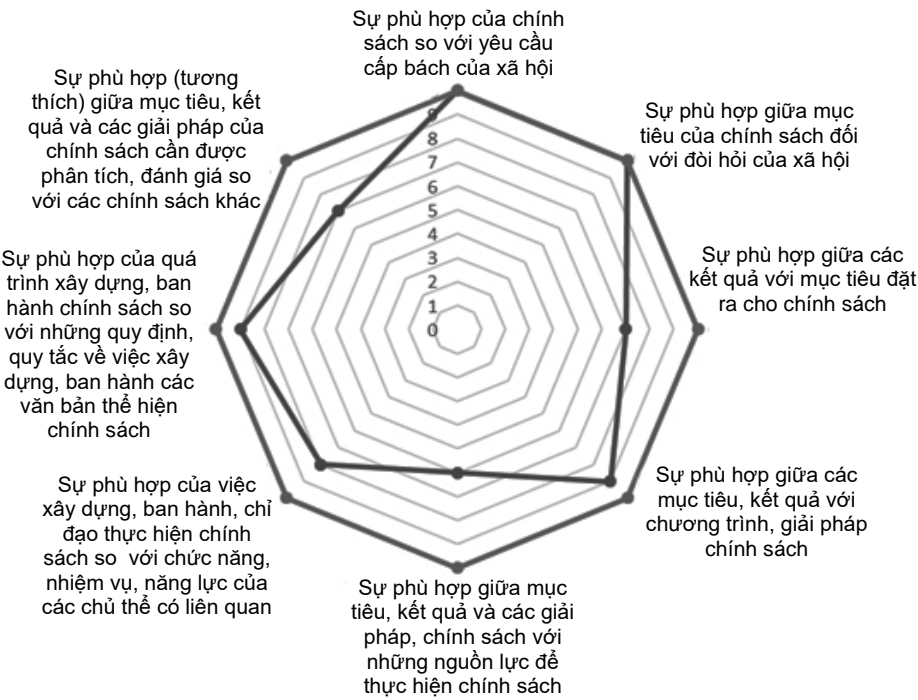 Sự phù hợp của chính
sách so với yêu cầu
cấp bách của xã hội
Sự phù hợp giữa mục
tiêu của chính sách đối
với đòi hỏi của xã hội
Sự phù hợp giữa các
kết quả với mục tiêu đặt
ra cho chính sách
Sự phù hợp giữa các
mục tiêu, kết quả với
chương trình, giải pháp
chính sách
Sự phù hợp giữa mục
tiêu, kết quả và các giải
pháp, chính sách với
những nguồn lực để
thực hiện chính sách
Sự phù hợp của việc
xây dựng, ban hành, chỉ
đạo thực hiện chính
sách so với chức năng,
nhiệm vụ, năng lực của
các chủ thể có liên quan
Sự phù hợp của quá
trình xây dựng, ban
hành chính sách so
với những quy định,
quy tắc về việc xây
dựng, ban hành các
văn bản thể hiện
chính sách
Sự phù hợp (tương
thích) giữa mục tiêu, kết
quả và các giải pháp của
chính sách cần được
phân tích, đánh giá so
với các chính sách khác
9
8
7
6
5
4
3
2
1
0